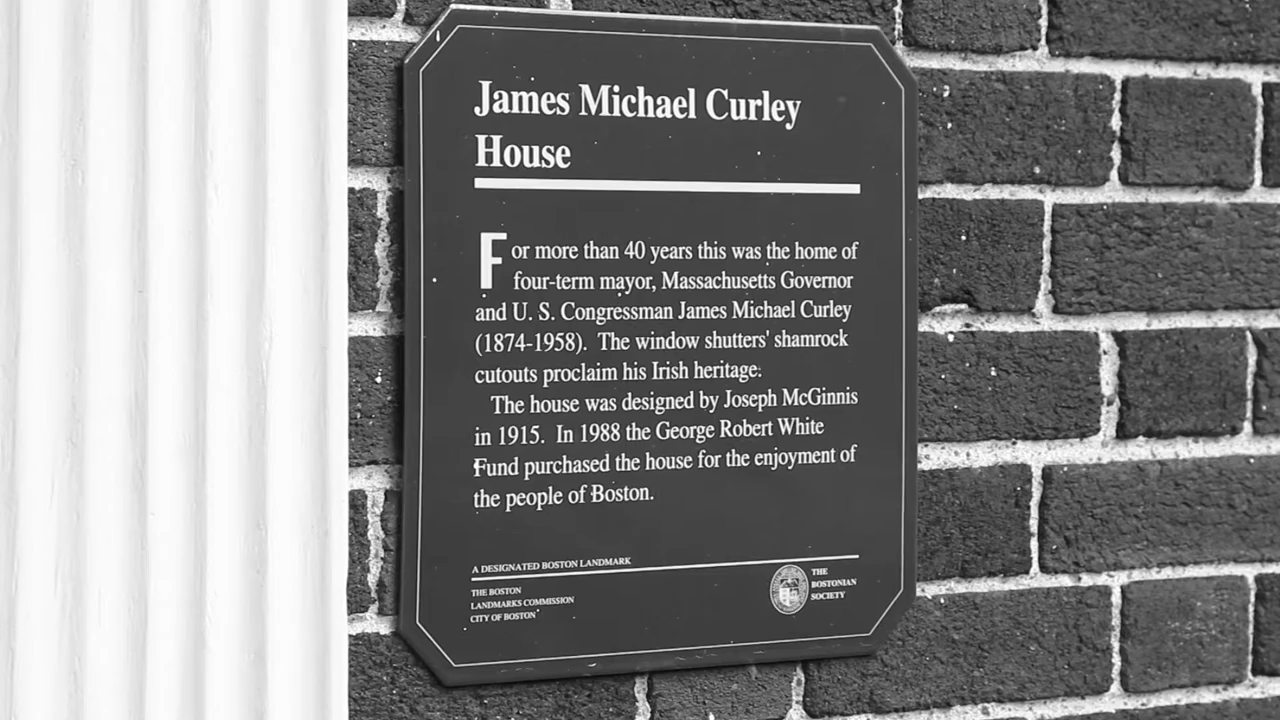 James Michael Curley
House
For more than 40 years this was the home of
four-term mayor, Massachusetts Governor
and U. S. Congressman James Michael Curley
(1874-1958). The window shutters' shamrock
cutouts proclaim his Irish heritage.
The house was designed by Joseph McGinnis
in 1915. In 1988 the George Robert White
Fund purchased the house for the enjoyment of
the people of Boston.
A DESIGNATED BOSTON LANDMARK
THE BOSTON
LANDMARKS COMMISSION
CITY OF BOSTON
THE
BOSTONIAN
SOCIETY